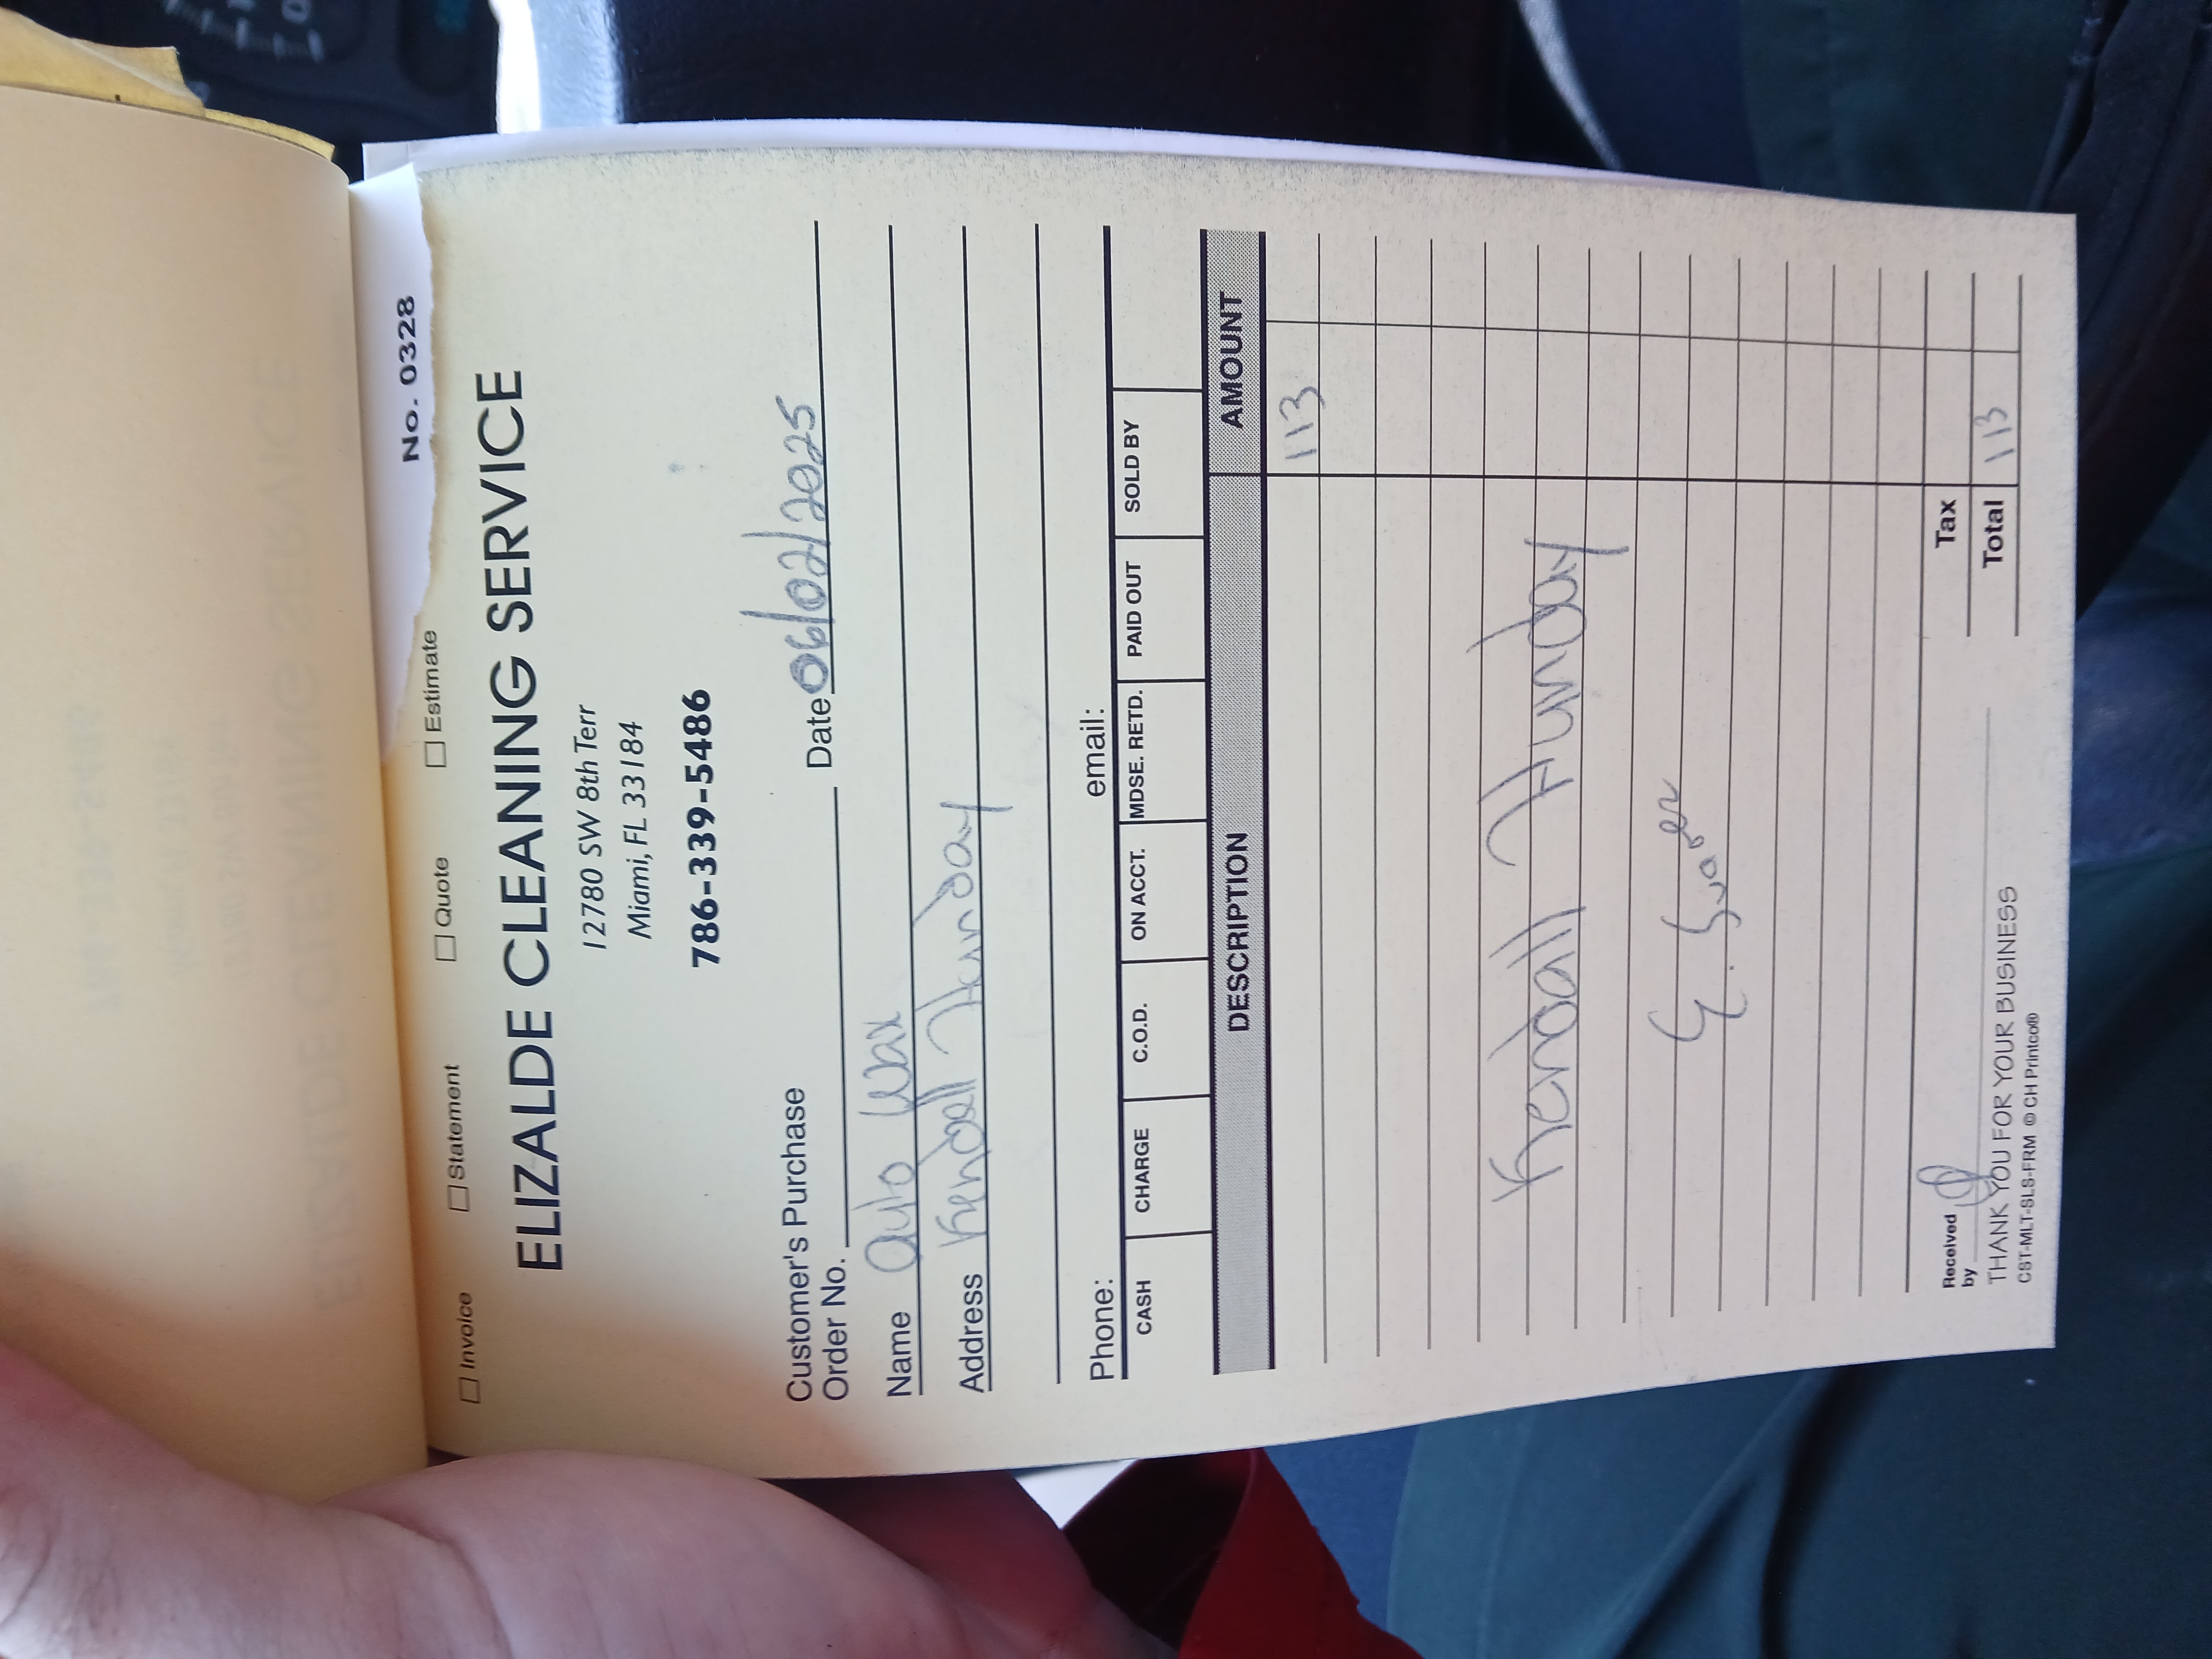 No. 0328
☐ Invoice ☐ Statement ☐ Quote ☐ Estimate
ELIZALDE CLEANING SERVICE
12780 SW 8th Terr
Miami, FL 33184
786-339-5486
Customer's Purchase
Order No. Date 06/02/2025
Name auto wax
Address Kendall Hunday
Phone: email:
CASH CHARGE C.O.D. ON ACCT. MDSE. RETD. PAID OUT SOLD BY
DESCRIPTION AMOUNT
113
Kendall Hunday
Tax
Total 113
Received
by
THANK YOU FOR YOUR BUSINESS
CST-MLT-SLS-FRM © CH Printco®